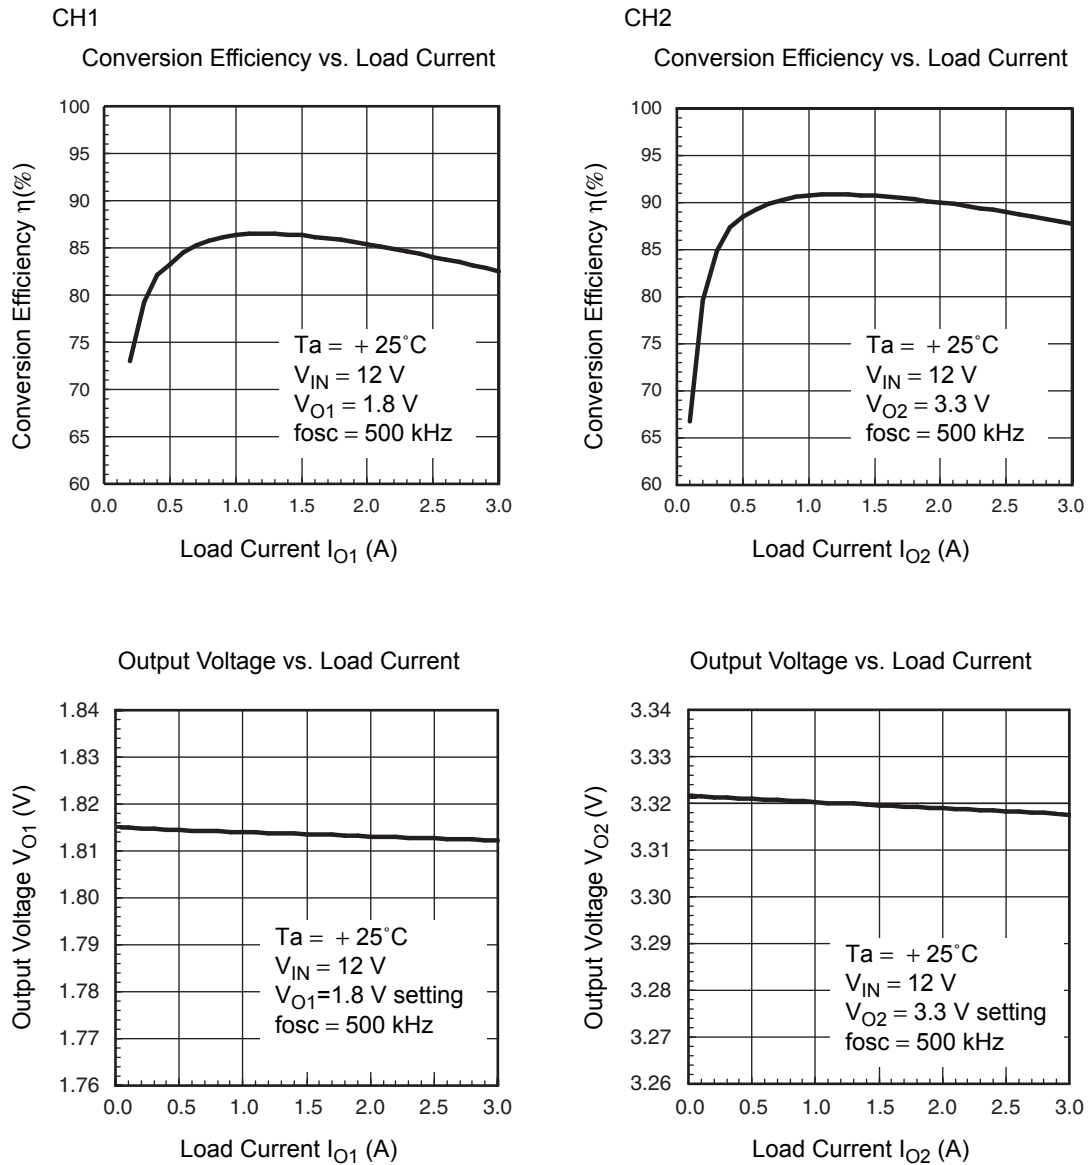 CH1
Conversion Efficiency vs. Load Current
Conversion Efficiency η(%)
100
95
90
85
80
75
70
65
60
Ta = + 25˚C
VIN = 12 V
VO1 = 1.8 V
fosc = 500 kHz
0.0 0.5 1.0 1.5 2.0 2.5 3.0
Load Current IO1 (A)
CH2
Conversion Efficiency vs. Load Current
Conversion Efficiency η(%)
100
95
90
85
80
75
70
65
60
Ta = + 25˚C
VIN = 12 V
VO2 = 3.3 V
fosc = 500 kHz
0.0 0.5 1.0 1.5 2.0 2.5 3.0
Load Current IO2 (A)
Output Voltage vs. Load Current
Output Voltage VO1 (V)
1.84
1.83
1.82
1.81
1.80
1.79
1.78
1.77
1.76
Ta = + 25˚C
VIN = 12 V
VO1=1.8 V setting
fosc = 500 kHz
0.0 0.5 1.0 1.5 2.0 2.5 3.0
Load Current IO1 (A)
Output Voltage vs. Load Current
Output Voltage VO2 (V)
3.34
3.33
3.32
3.31
3.30
3.29
3.28
3.27
3.26
Ta = + 25˚C
VIN = 12 V
VO2 = 3.3 V setting
fosc = 500 kHz
0.0 0.5 1.0 1.5 2.0 2.5 3.0
Load Current IO2 (A)